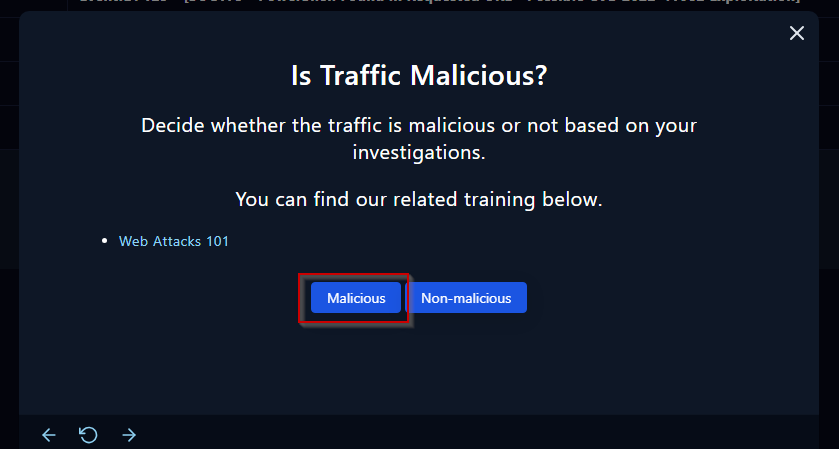 Is Traffic Malicious?
Decide whether the traffic is malicious or not based on your
investigations.
You can find our related training below.
Web Attacks 101
Malicious
Non-malicious